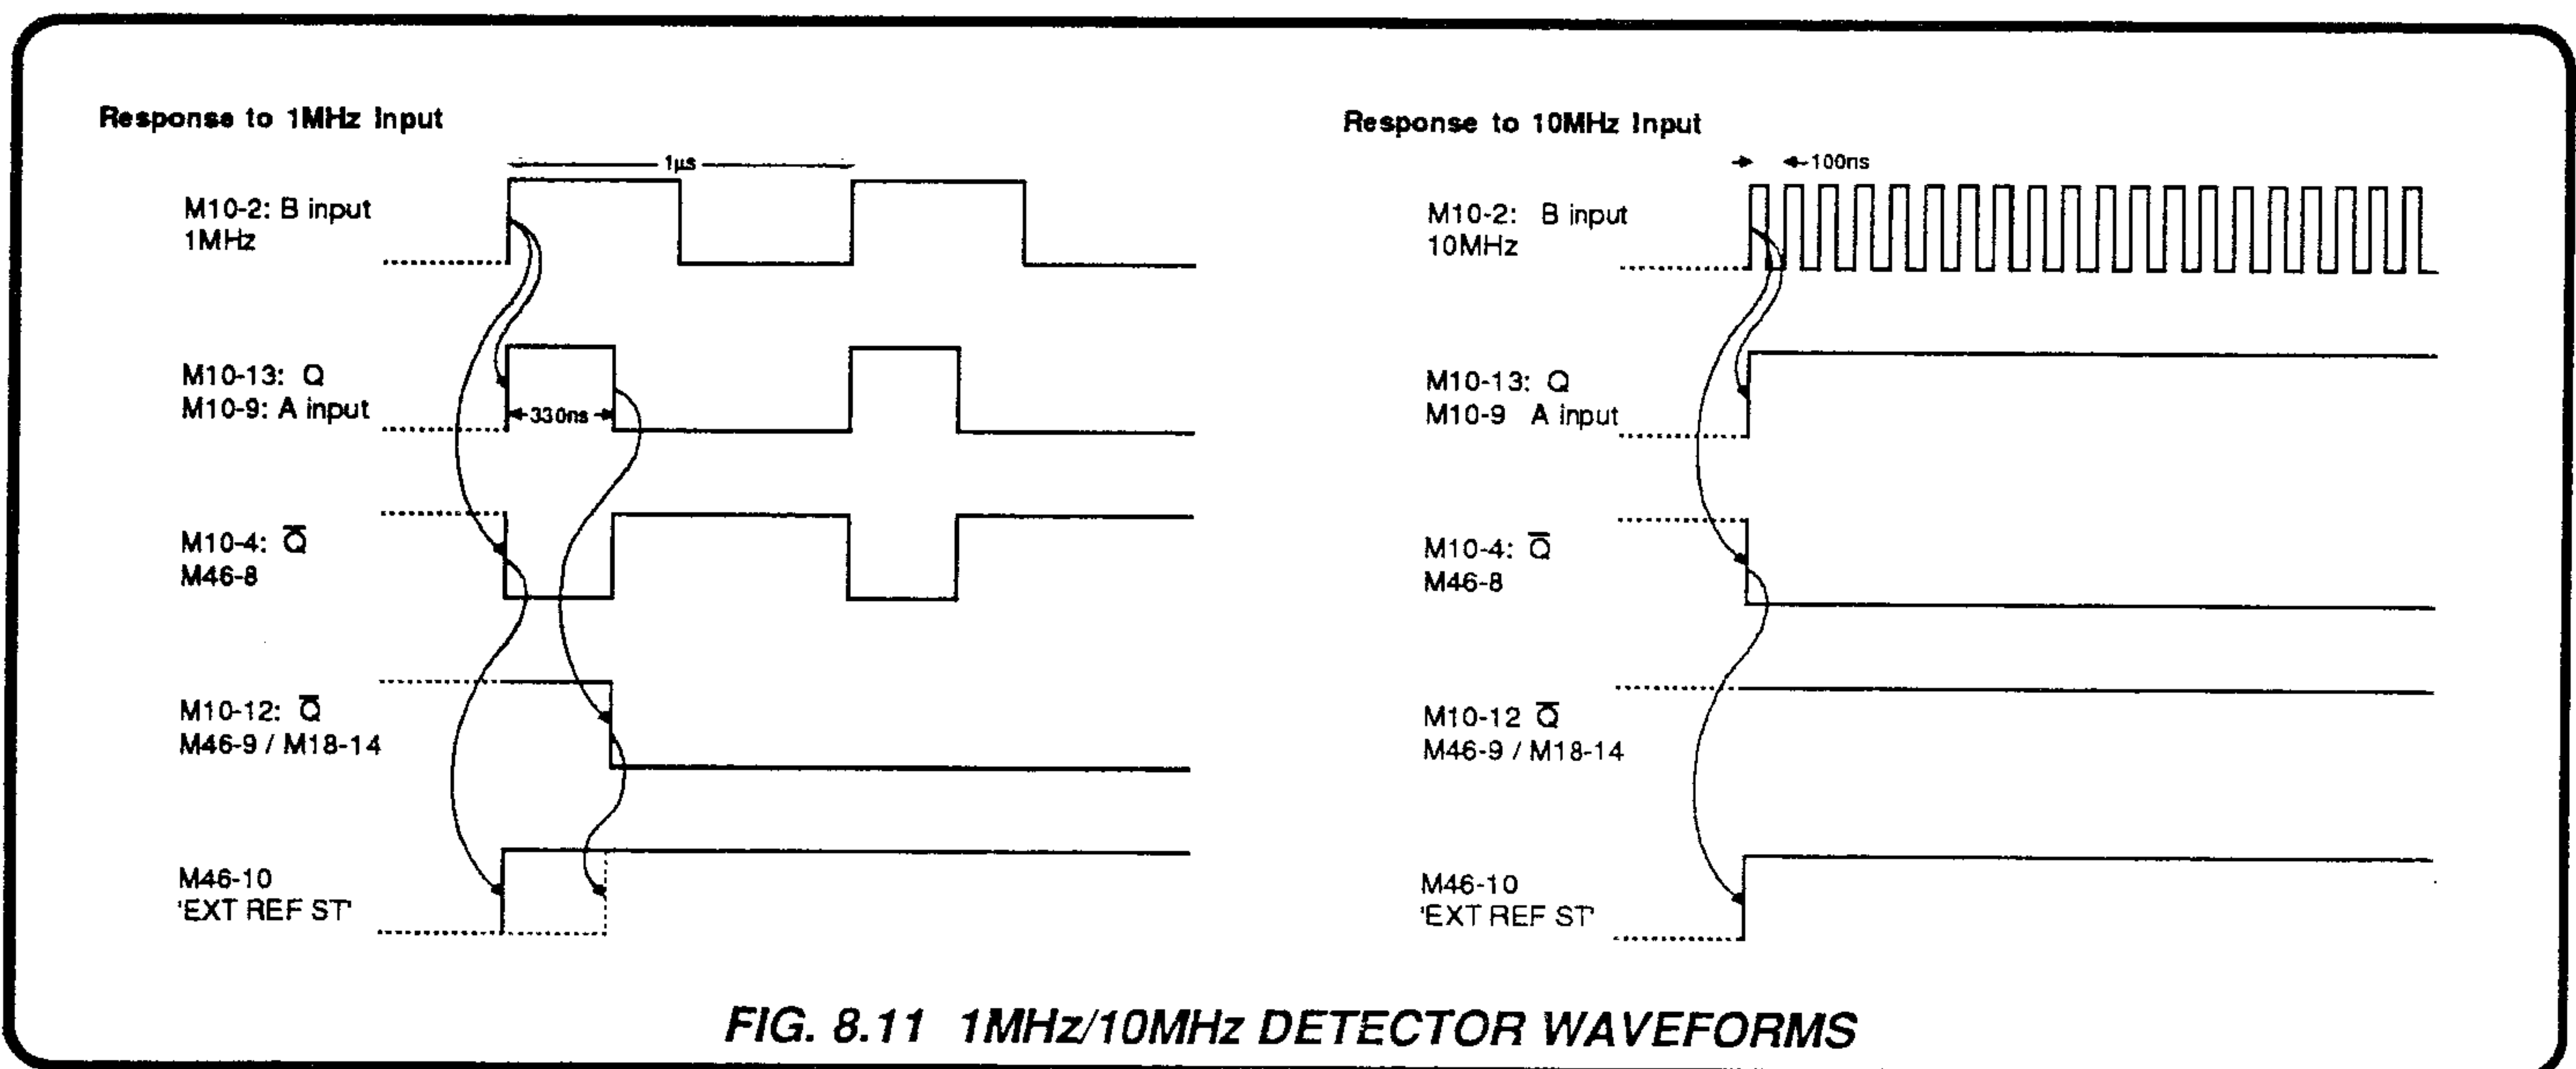 Response to 1MHz Input
1µs
M10-2: B input
1MHz
M10-13: Q
M10-9: A input
330ns
M10-4: Q̅
M46-8
M10-12: Q̅
M46-9 / M18-14
M46-10
'EXT REF ST'
Response to 10MHz Input
100ns
M10-2: B input
10MHz
M10-13: Q
M10-9 A input
M10-4: Q̅
M46-8
M10-12 Q̅
M46-9 / M18-14
M46-10
'EXT REF ST'
FIG. 8.11 1MHz/10MHz DETECTOR WAVEFORMS